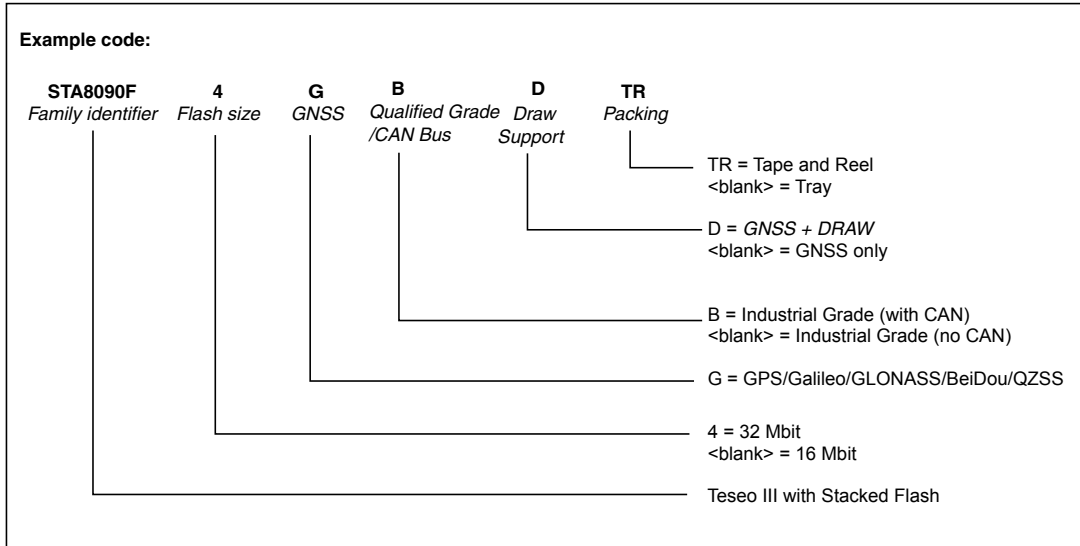 Example code:
STA8090F 4 G B D TR
Family identifier Flash size GNSS Qualified Grade Draw Packing
/CAN Bus Support
TR = Tape and Reel
<blank> = Tray
D = GNSS + DRAW
<blank> = GNSS only
B = Industrial Grade (with CAN)
<blank> = Industrial Grade (no CAN)
G = GPS/Galileo/GLONASS/BeiDou/QZSS
4 = 32 Mbit
<blank> = 16 Mbit
Teseo III with Stacked Flash